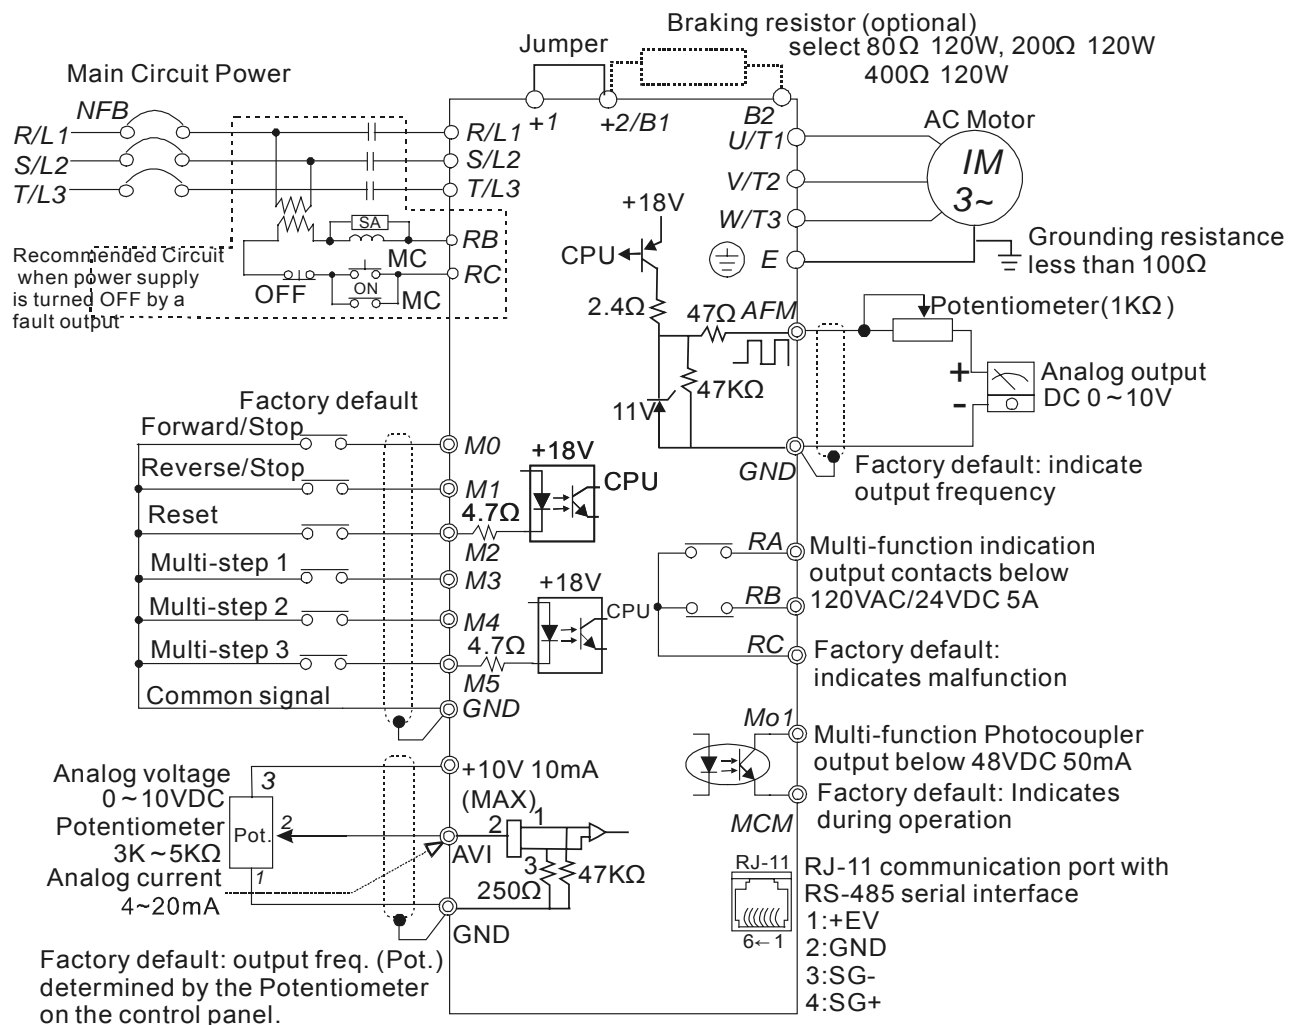 Braking resistor (optional)
select 80Ω 120W, 200Ω 120W
400Ω 120W
Jumper
Main Circuit Power
NFB
+1
+2/B1
B2
AC Motor
R/L1
R/L1
U/T1
IM
3~
S/L2
S/L2
V/T2
T/L3
T/L3
W/T3
+18V
SA
RB
CPU
E
Grounding resistance
less than 100Ω
Recommended Circuit
when power supply
is turned OFF by a
fault output
MC
RC
OFF
ON
MC
2.4Ω
47Ω
AFM
Potentiometer(1KΩ)
47KΩ
11V
+
-
Analog output
DC 0~10V
GND
Factory default: indicate
output frequency
Factory default
Forward/Stop
M0
Reverse/Stop
M1
+18V
CPU
4.7Ω
Reset
M2
Multi-step 1
M3
+18V
CPU
Multi-step 2
M4
4.7Ω
Multi-step 3
M5
Common signal
GND
RA
Multi-function indication
output contacts below
120VAC/24VDC 5A
RB
RC
Factory default:
indicates malfunction
Mo1
Multi-function Photocoupler
output below 48VDC 50mA
Factory default: Indicates
during operation
MCM
Analog voltage
0~10VDC
3
+10V 10mA
(MAX)
Potentiometer
3K~5KΩ
Pot.
2
2
1
AVI
3
Analog current
4~20mA
1
250Ω
47KΩ
GND
RJ-11
6←1
RJ-11 communication port with
RS-485 serial interface
1:+EV
2:GND
3:SG-
4:SG+
Factory default: output freq. (Pot.)
determined by the Potentiometer
on the control panel.